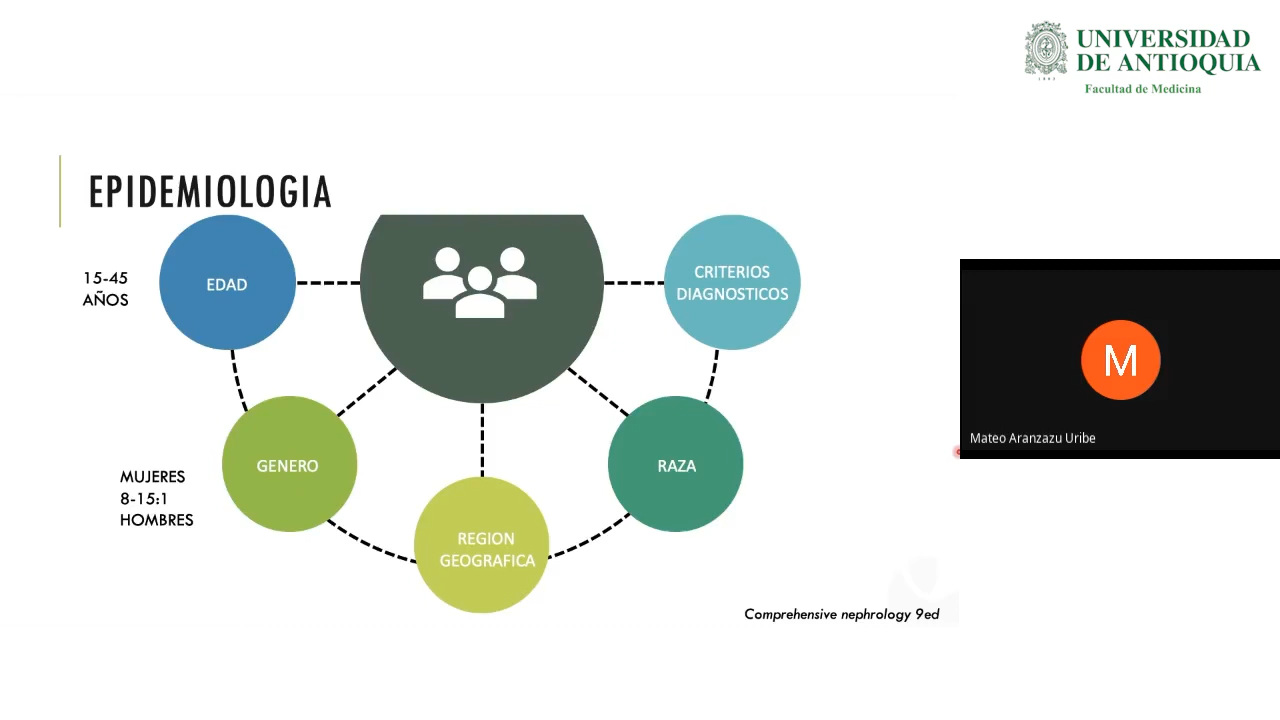 UNIVERSIDAD
DE ANTIOQUIA
1803
Facultad de Medicina
EPIDEMIOLOGIA
15-45
AÑOS
EDAD
CRITERIOS
DIAGNOSTICOS
GENERO
RAZA
MUJERES
8-15:1
HOMBRES
REGION
GEOGRAFICA
Comprehensive nephrology 9ed
M
Mateo Aranzazu Uribe